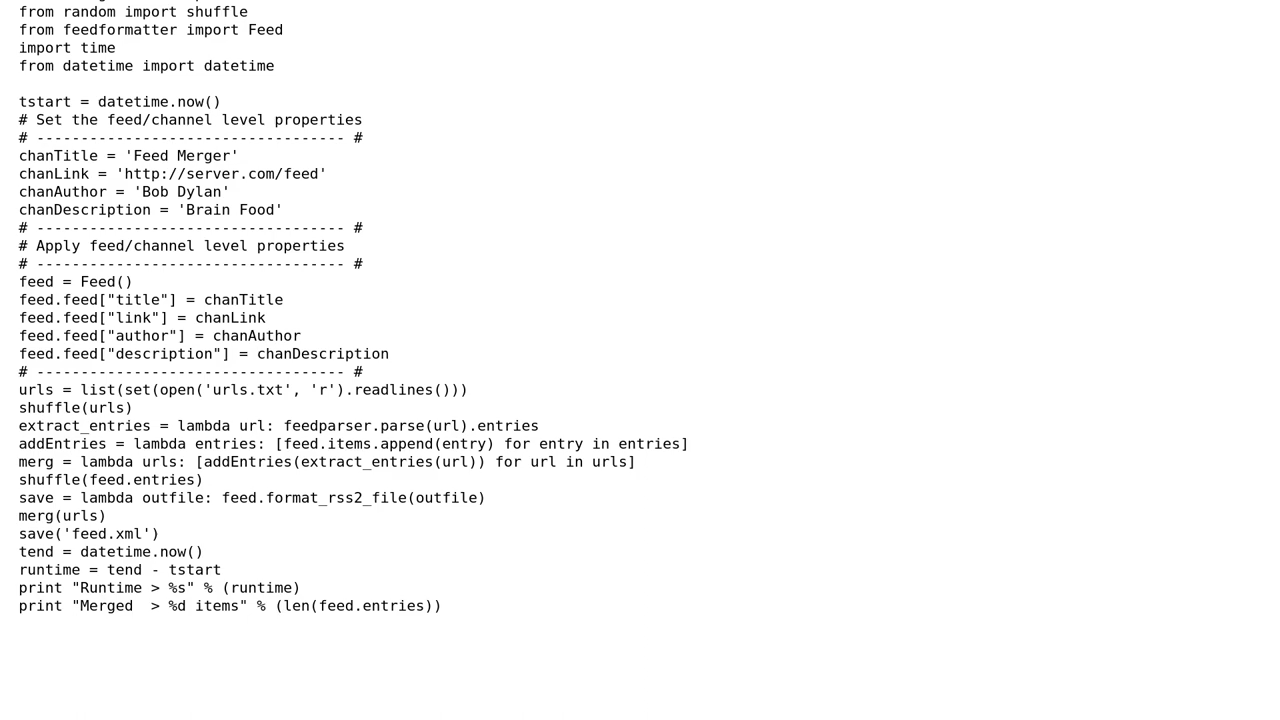 from random import shuffle
from feedformatter import Feed
import time
from datetime import datetime

tstart = datetime.now()
# Set the feed/channel level properties
# ----------------------------------- #
chanTitle = 'Feed Merger'
chanLink = 'http://server.com/feed'
chanAuthor = 'Bob Dylan'
chanDescription = 'Brain Food'
# ----------------------------------- #
# Apply feed/channel level properties
# ----------------------------------- #
feed = Feed()
feed.feed["title"] = chanTitle
feed.feed["link"] = chanLink
feed.feed["author"] = chanAuthor
feed.feed["description"] = chanDescription
# ----------------------------------- #
urls = list(set(open('urls.txt', 'r').readlines()))
shuffle(urls)
extract_entries = lambda url: feedparser.parse(url).entries
addEntries = lambda entries: [feed.items.append(entry) for entry in entries]
merg = lambda urls: [addEntries(extract_entries(url)) for url in urls]
shuffle(feed.entries)
save = lambda outfile: feed.format_rss2_file(outfile)
merg(urls)
save('feed.xml')
tend = datetime.now()
runtime = tend - tstart
print "Runtime > %s" % (runtime)
print "Merged  > %d items" % (len(feed.entries))